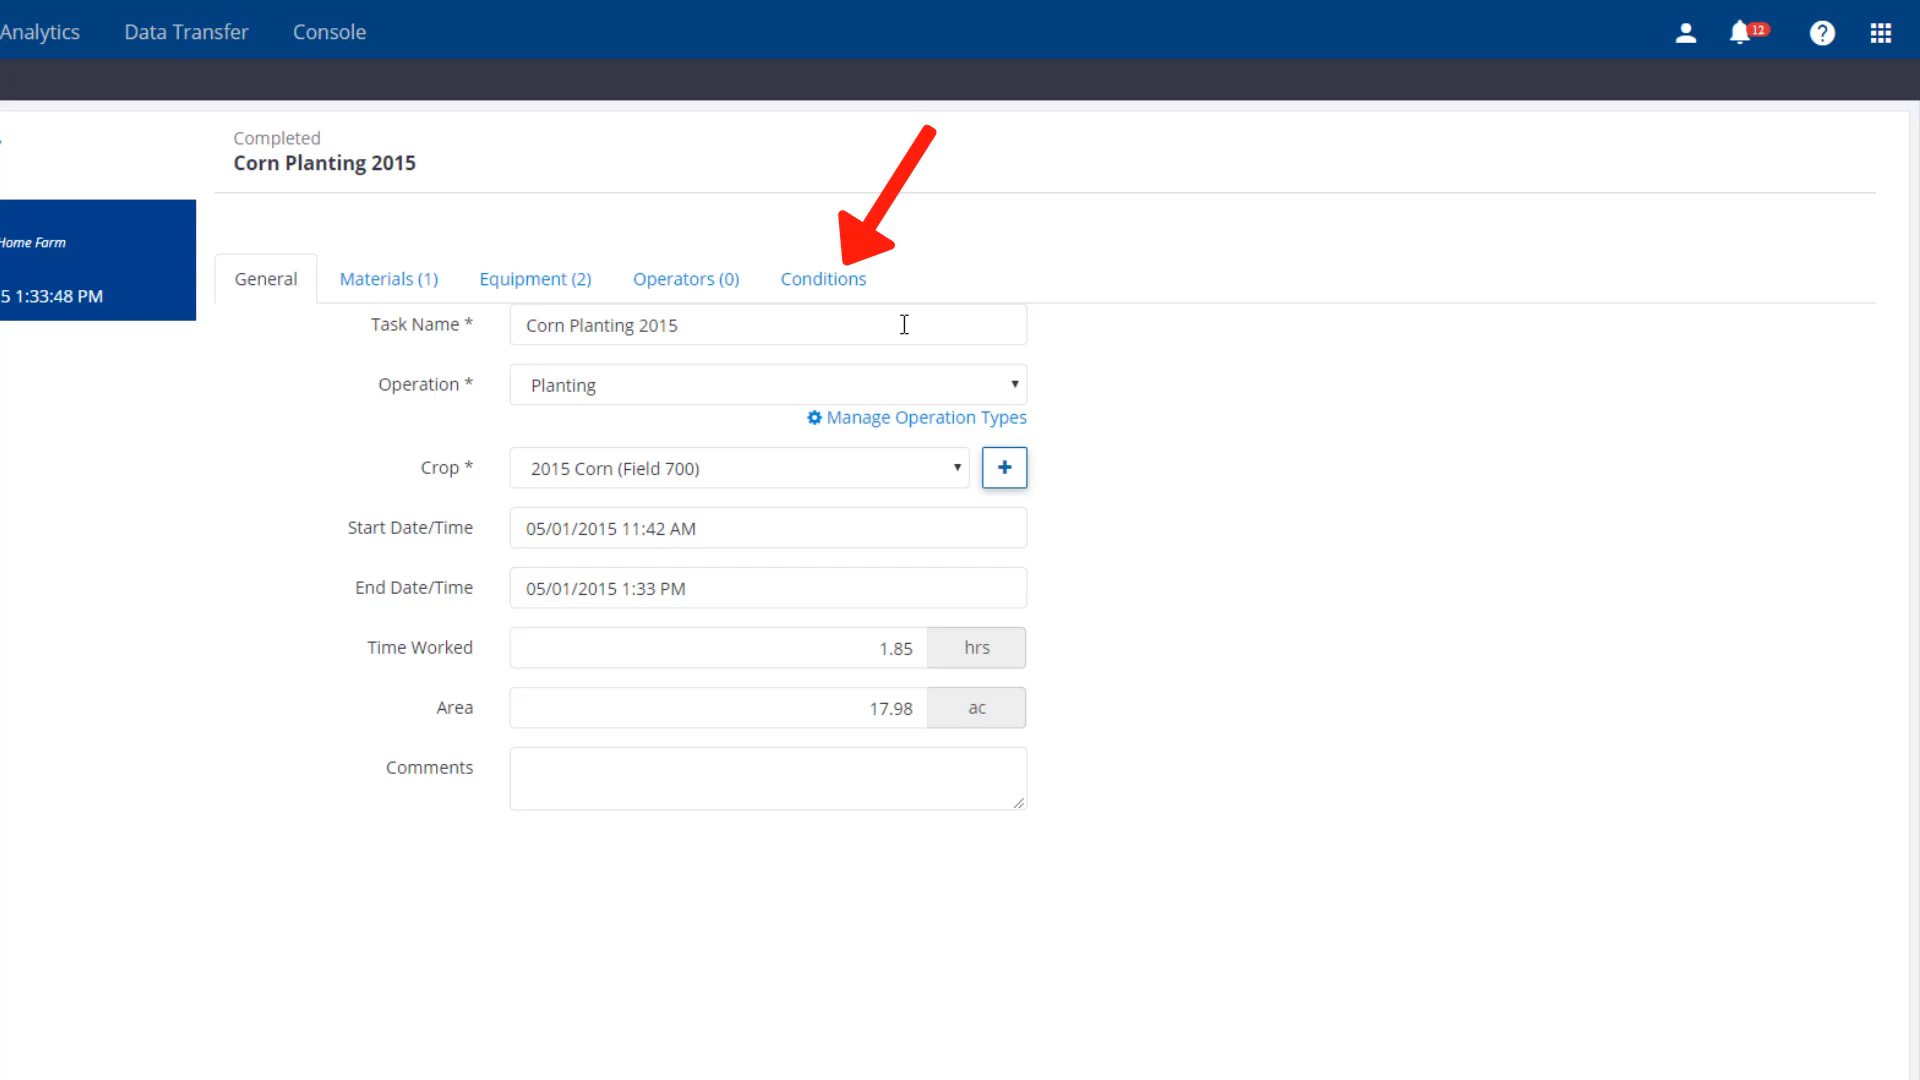 Analytics Data Transfer Console 12 ?
Completed
Corn Planting 2015
Home Farm
5 1:33:48 PM
General Materials (1) Equipment (2) Operators (0) Conditions
Task Name * Corn Planting 2015
Operation * Planting
Manage Operation Types
Crop * 2015 Corn (Field 700) +
Start Date/Time 05/01/2015 11:42 AM
End Date/Time 05/01/2015 1:33 PM
Time Worked 1.85 hrs
Area 17.98 ac
Comments